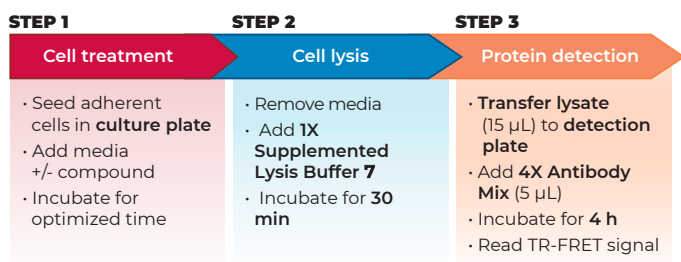 STEP 1
Cell treatment
· Seed adherent
cells in culture plate
· Add media
+/- compound
· Incubate for
optimized time
STEP 2
Cell lysis
· Remove media
· Add 1X
Supplemented
Lysis Buffer 7
· Incubate for 30
min
STEP 3
Protein detection
· Transfer lysate
(15 µL) to detection
plate
· Add 4X Antibody
Mix (5 µL)
· Incubate for 4 h
· Read TR-FRET signal